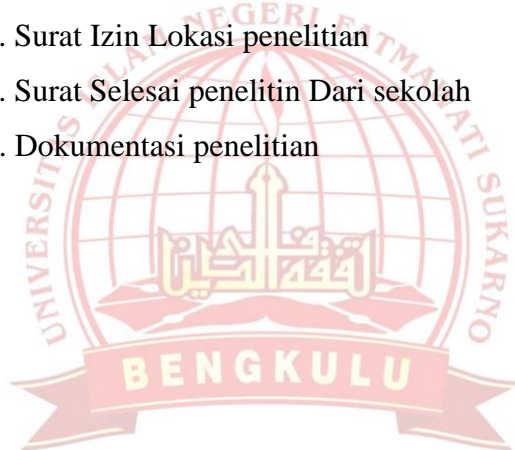 . Surat Izin Lokasi penelitian
. Surat Selesai penelitin Dari sekolah
. Dokumentasi penelitian
UNIVERSITAS ISLAM NEGERI FATMAWATI SUKARNO
BENGKULU